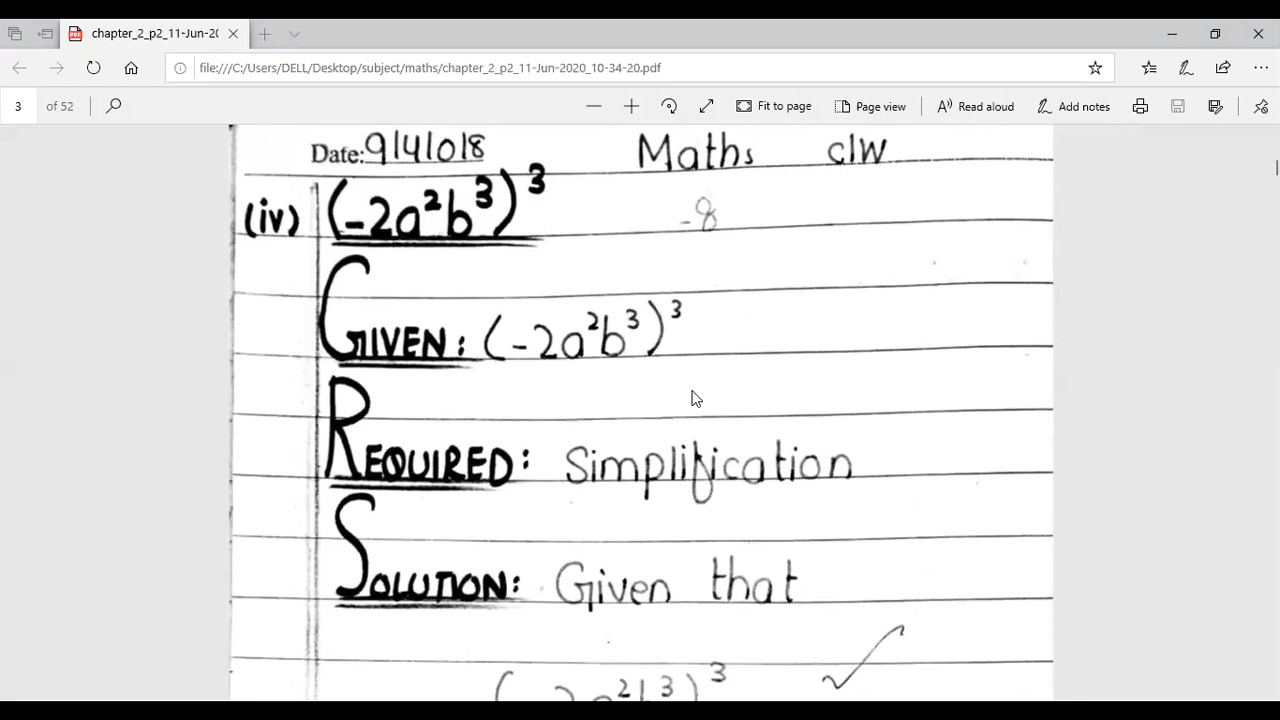 chapter_2_p2_11-Jun-20
file:///C:/Users/DELL/Desktop/subject/maths/chapter_2_p2_11-Jun-2020_10-34-20.pdf
3 of 52 Fit to page Page view Read aloud Add notes
Date: 9/4/018 Maths c/w
(iv) (-2a²b³)³ -8
GIVEN: (-2a²b³)³
REQUIRED: Simplification
SOLUTION: Given that
(-2a²b³)³